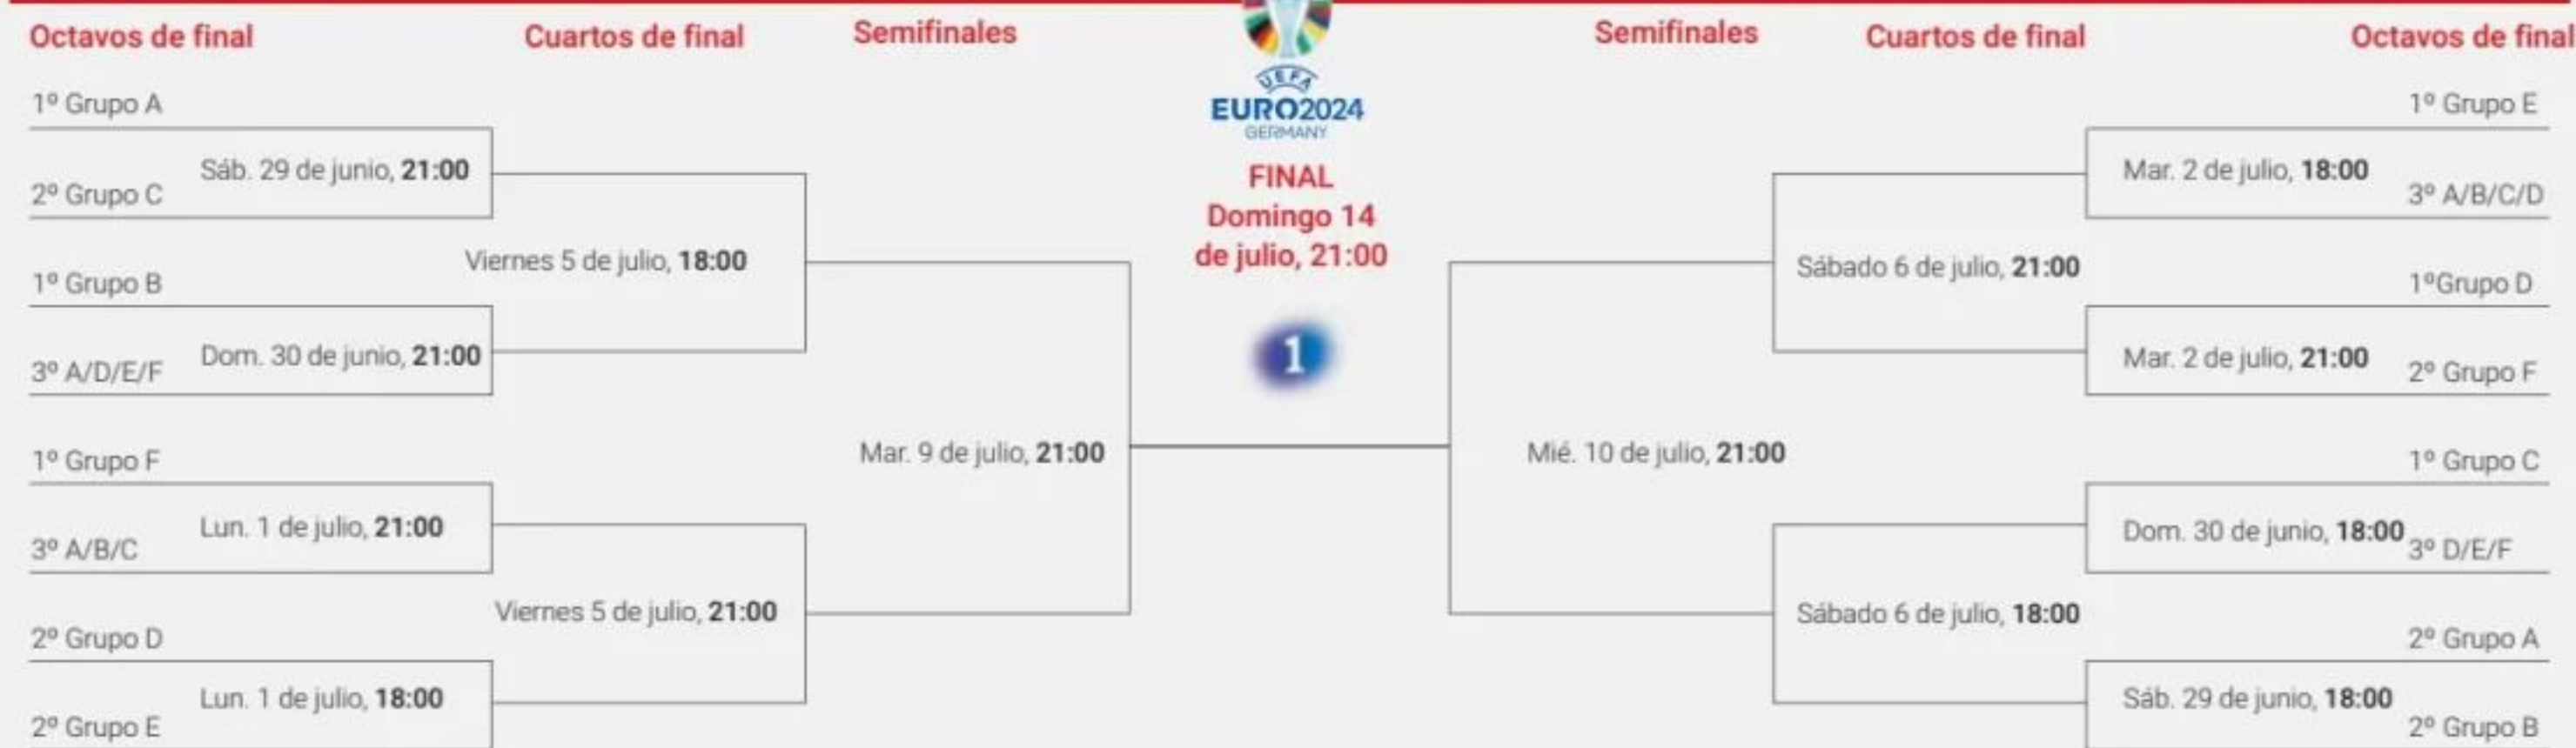 Octavos de final
Cuartos de final
Semifinales
UEFA
EURO2024
GERMANY
Semifinales
Cuartos de final
Octavos de final
1º Grupo A
Sáb. 29 de junio, 21:00
2º Grupo C
Viernes 5 de julio, 18:00
1º Grupo B
Dom. 30 de junio, 21:00
3º A/D/E/F
Mar. 9 de julio, 21:00
1º Grupo F
Lun. 1 de julio, 21:00
3º A/B/C
Viernes 5 de julio, 21:00
2º Grupo D
Lun. 1 de julio, 18:00
2º Grupo E
FINAL
Domingo 14
de julio, 21:00
1
1º Grupo E
Mar. 2 de julio, 18:00
3º A/B/C/D
Sábado 6 de julio, 21:00
1ºGrupo D
Mar. 2 de julio, 21:00
2º Grupo F
Mié. 10 de julio, 21:00
1º Grupo C
Dom. 30 de junio, 18:00
3º D/E/F
Sábado 6 de julio, 18:00
2º Grupo A
Sáb. 29 de junio, 18:00
2º Grupo B